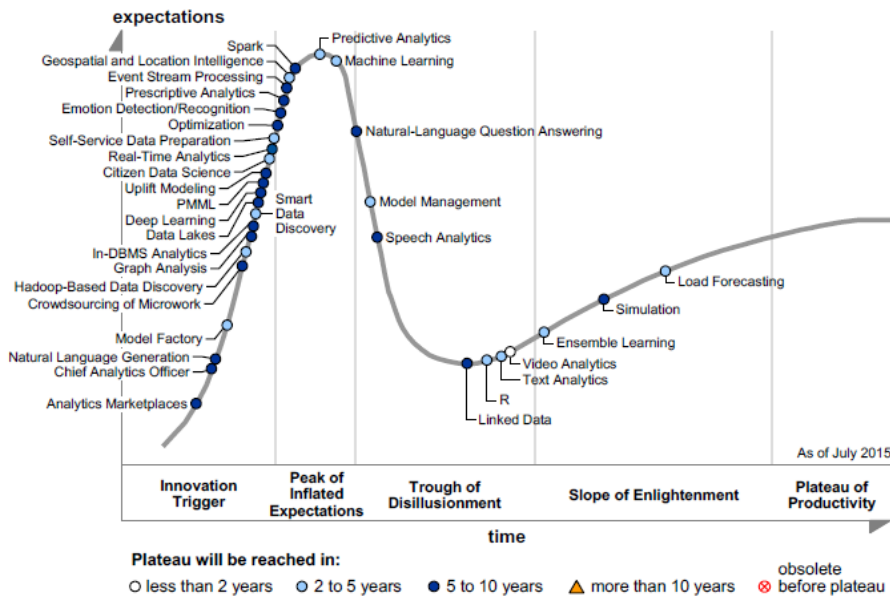 expectations
Spark
Geospatial and Location Intelligence
Event Stream Processing
Prescriptive Analytics
Emotion Detection/Recognition
Optimization
Self-Service Data Preparation
Real-Time Analytics
Citizen Data Science
Uplift Modeling
PMML
Deep Learning
Data Lakes
In-DBMS Analytics
Graph Analysis
Hadoop-Based Data Discovery
Crowdsourcing of Microwork
Model Factory
Natural Language Generation
Chief Analytics Officer
Analytics Marketplaces
Smart
Data
Discovery
Predictive Analytics
Machine Learning
Natural-Language Question Answering
Model Management
Speech Analytics
Linked Data
R
Text Analytics
Video Analytics
Ensemble Learning
Simulation
Load Forecasting
As of July 2015
Innovation
Trigger
Peak of
Inflated
Expectations
Trough of
Disillusionment
Slope of Enlightenment
Plateau of
Productivity
time
Plateau will be reached in:
less than 2 years
2 to 5 years
5 to 10 years
more than 10 years
obsolete
before plateau